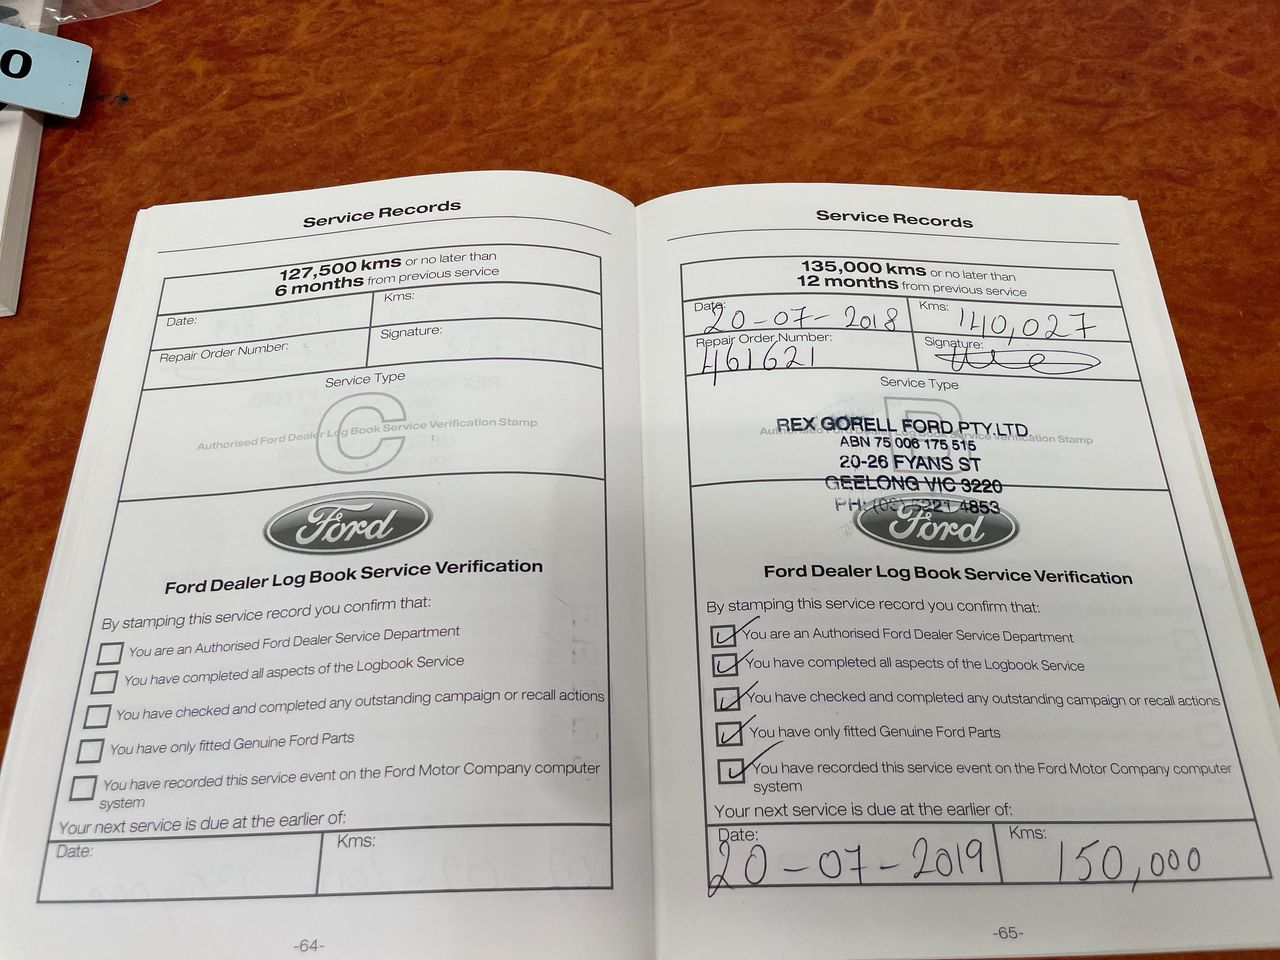 O
Service Records
127,500 kms or no later than
6 months from previous service
Date:
Kms:
Repair Order Number:
Signature:
Service Type
C
Authorised Ford Dealer Log Book Service Verification Stamp
Ford
Ford Dealer Log Book Service Verification
By stamping this service record you confirm that:
You are an Authorised Ford Dealer Service Department
You have completed all aspects of the Logbook Service
You have checked and completed any outstanding campaign or recall actions
You have only fitted Genuine Ford Parts
You have recorded this service event on the Ford Motor Company computer
system
Your next service is due at the earlier of:
Date:
Kms:
-64-
Service Records
135,000 kms or no later than
12 months from previous service
Date: 20-07-2018
Kms: 140,027
Repair Order Number:
461621
Signature:
Service Type
REX GORELL FORD PTY.LTD
Authorised Ford Dealer Log Book Service Verification Stamp
ABN 75 006 175 515
20-26 FYANS ST
GEELONG VIC 3220
PH: (03) 5221 4853
Ford
Ford Dealer Log Book Service Verification
By stamping this service record you confirm that:
You are an Authorised Ford Dealer Service Department
You have completed all aspects of the Logbook Service
You have checked and completed any outstanding campaign or recall actions
You have only fitted Genuine Ford Parts
You have recorded this service event on the Ford Motor Company computer
system
Your next service is due at the earlier of:
Date:
20-07-2019
Kms:
150,000
-65-